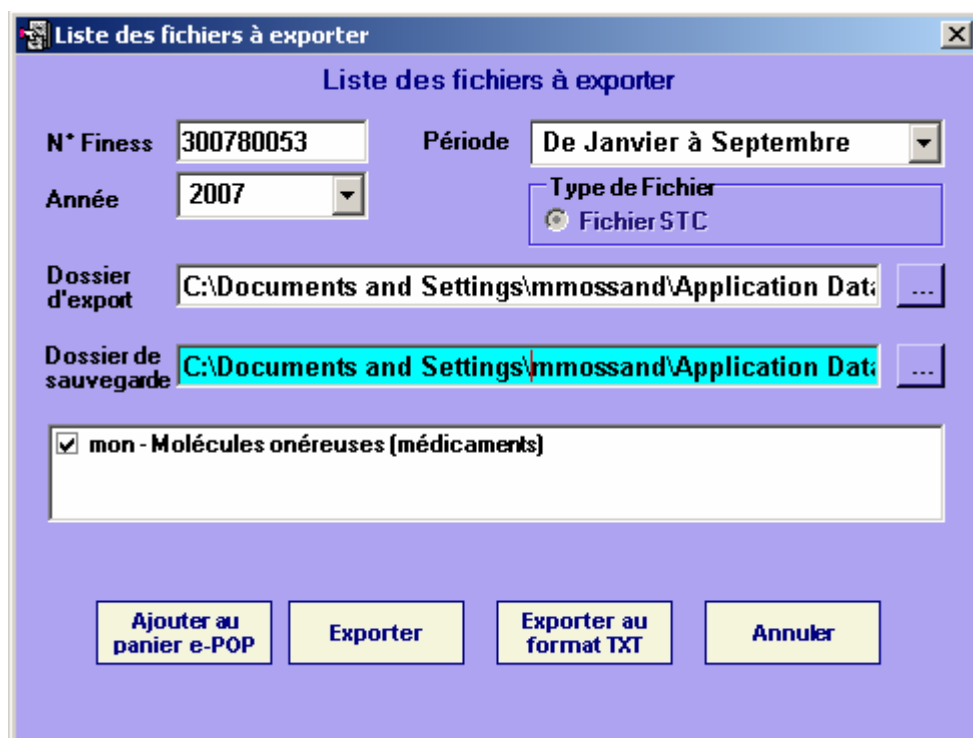 Liste des fichiers à exporter
Liste des fichiers à exporter
N° Finess 300780053 Période De Janvier à Septembre
Année 2007 Type de Fichier
Fichier STC
Dossier d'export C:\Documents and Settings\mmossand\Application Data ...
Dossier de sauvegarde C:\Documents and Settings\mmossand\Application Data ...
mon - Molécules onéreuses (médicaments)
Ajouter au panier e-POP Exporter Exporter au format TXT Annuler